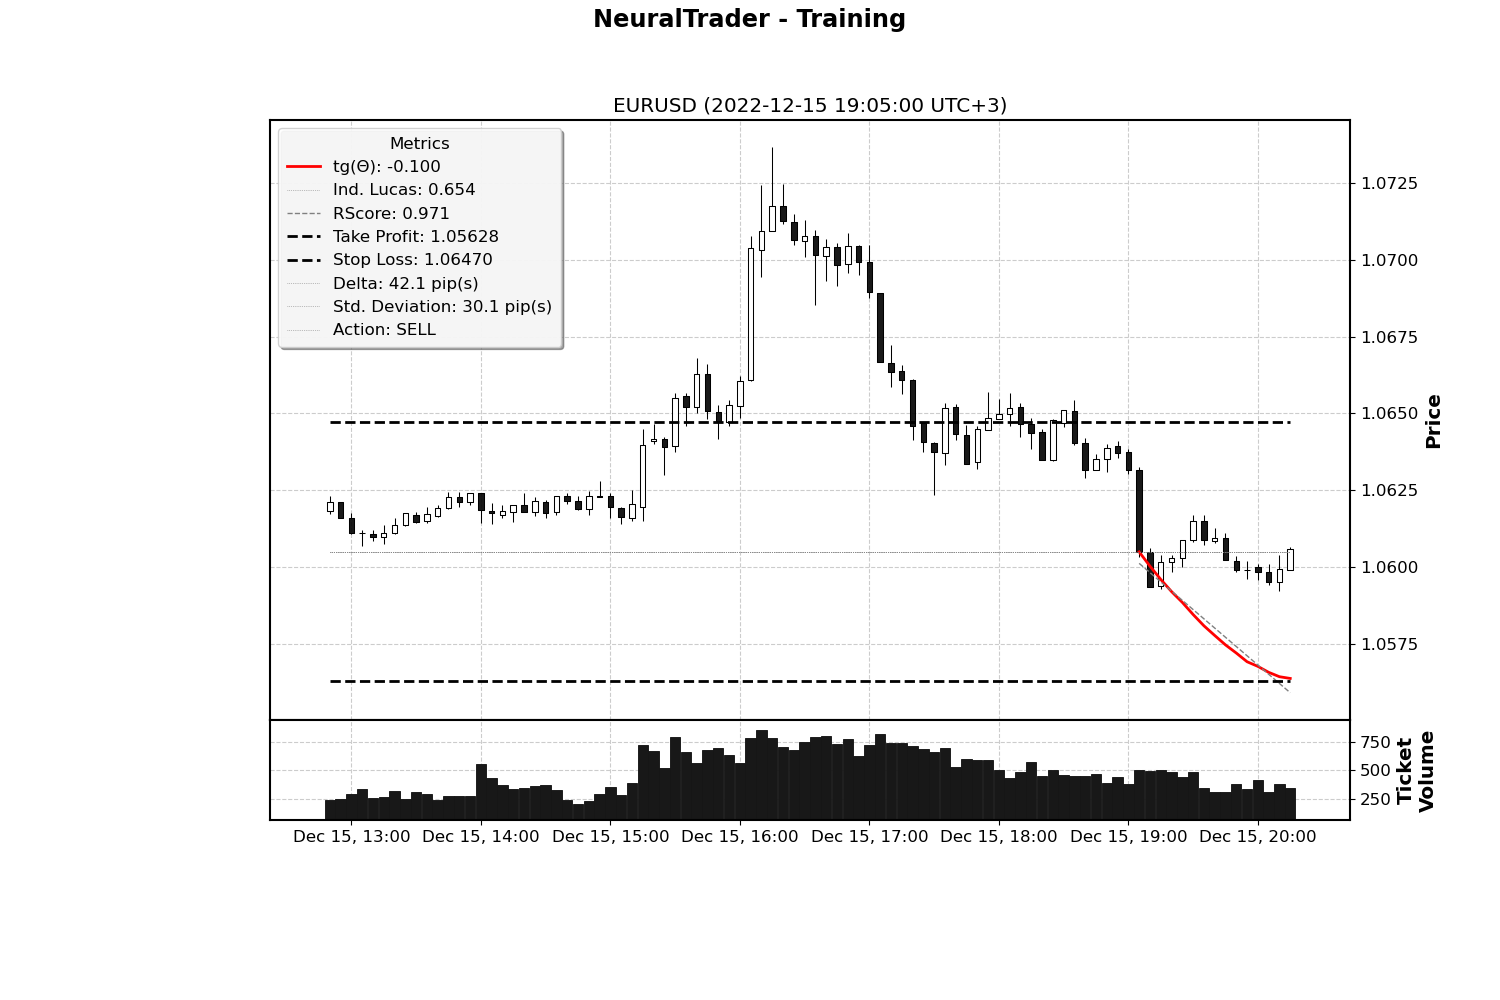 NeuralTrader - Training
EURUSD (2022-12-15 19:05:00 UTC+3)
Metrics
tg(Θ): -0.100
Ind. Lucas: 0.654
RScore: 0.971
Take Profit: 1.05628
Stop Loss: 1.06470
Delta: 42.1 pip(s)
Std. Deviation: 30.1 pip(s)
Action: SELL
1.0725
1.0700
1.0675
1.0650
1.0625
1.0600
1.0575
Price
750
500
250
Ticket
Volume
Dec 15, 13:00 Dec 15, 14:00 Dec 15, 15:00 Dec 15, 16:00 Dec 15, 17:00 Dec 15, 18:00 Dec 15, 19:00 Dec 15, 20:00